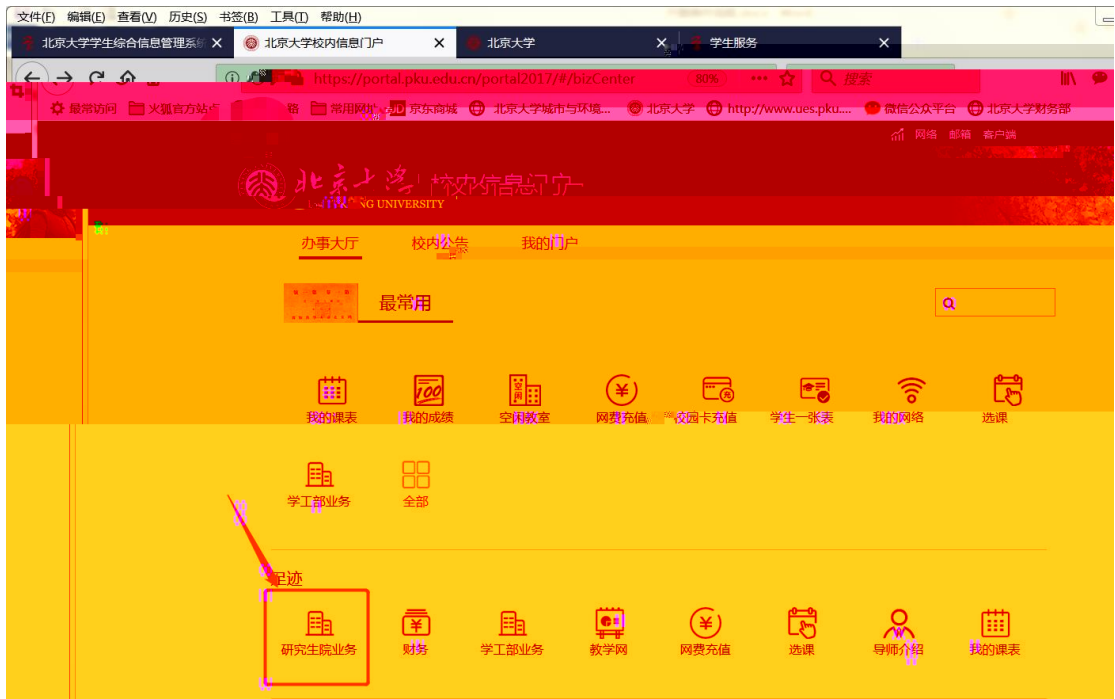 文件(F) 编辑(E) 查看(V) 历史(S) 书签(B) 工具(T) 帮助(H)
北京大学学生综合信息管理系统 北京大学校内信息门户 北京大学 学生服务
https://portal.pku.edu.cn/portal2017/#/bizCenter 80% 搜索
最常访问 火狐官方站点 常用网址 JD 京东商城 北京大学城市与环境... 北京大学 http://www.ues.pku.... 微信公众平台 北京大学财务部
网络 邮箱 客户端
北京大学 校内信息门户
UNIVERSITY
办事大厅 校内公告 我的门户
最常用
我的课表 我的成绩 空闲教室 网费充值 校园卡充值 学生一张表 我的网络 选课
学工部业务 全部
足迹
研究生院业务 财务 学工部业务 教学网 网费充值 选课 导师介绍 我的课表